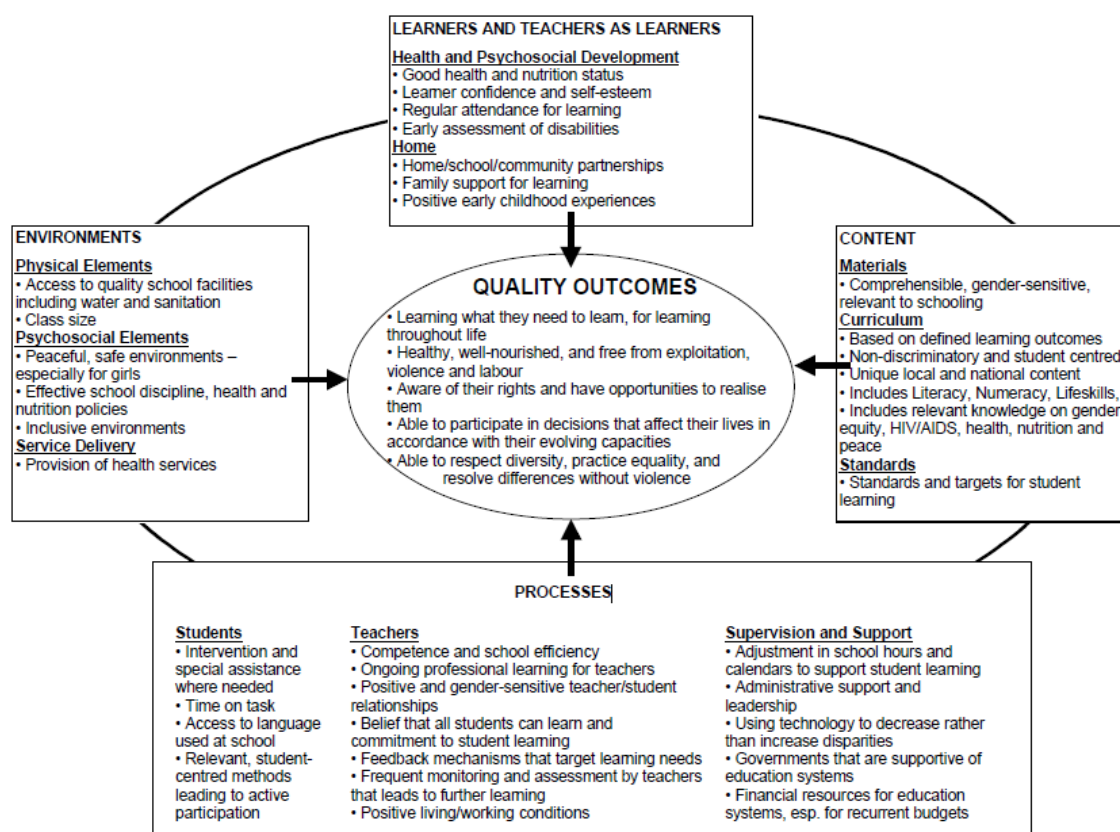 LEARNERS AND TEACHERS AS LEARNERS
Health and Psychosocial Development
• Good health and nutrition status
• Learner confidence and self-esteem
• Regular attendance for learning
• Early assessment of disabilities
Home
• Home/school/community partnerships
• Family support for learning
• Positive early childhood experiences
ENVIRONMENTS
Physical Elements
• Access to quality school facilities
including water and sanitation
• Class size
Psychosocial Elements
• Peaceful, safe environments –
especially for girls
• Effective school discipline, health and
nutrition policies
• Inclusive environments
Service Delivery
• Provision of health services
QUALITY OUTCOMES
• Learning what they need to learn, for learning
throughout life
• Healthy, well-nourished, and free from exploitation,
violence and labour
• Aware of their rights and have opportunities to realise
them
• Able to participate in decisions that affect their lives in
accordance with their evolving capacities
• Able to respect diversity, practice equality, and
resolve differences without violence
CONTENT
Materials
• Comprehensible, gender-sensitive,
relevant to schooling
Curriculum
• Based on defined learning outcomes
• Non-discriminatory and student centred
• Unique local and national content
• Includes Literacy, Numeracy, Lifeskills,
• Includes relevant knowledge on gender
equity, HIV/AIDS, health, nutrition and
peace
Standards
• Standards and targets for student
learning
PROCESSES
Students
• Intervention and
special assistance
where needed
• Time on task
• Access to language
used at school
• Relevant, student-
centred methods
leading to active
participation
Teachers
• Competence and school efficiency
• Ongoing professional learning for teachers
• Positive and gender-sensitive teacher/student
relationships
• Belief that all students can learn and
commitment to student learning
• Feedback mechanisms that target learning needs
• Frequent monitoring and assessment by teachers
that leads to further learning
• Positive living/working conditions
Supervision and Support
• Adjustment in school hours and
calendars to support student learning
• Administrative support and
leadership
• Using technology to decrease rather
than increase disparities
• Governments that are supportive of
education systems
• Financial resources for education
systems, esp. for recurrent budgets